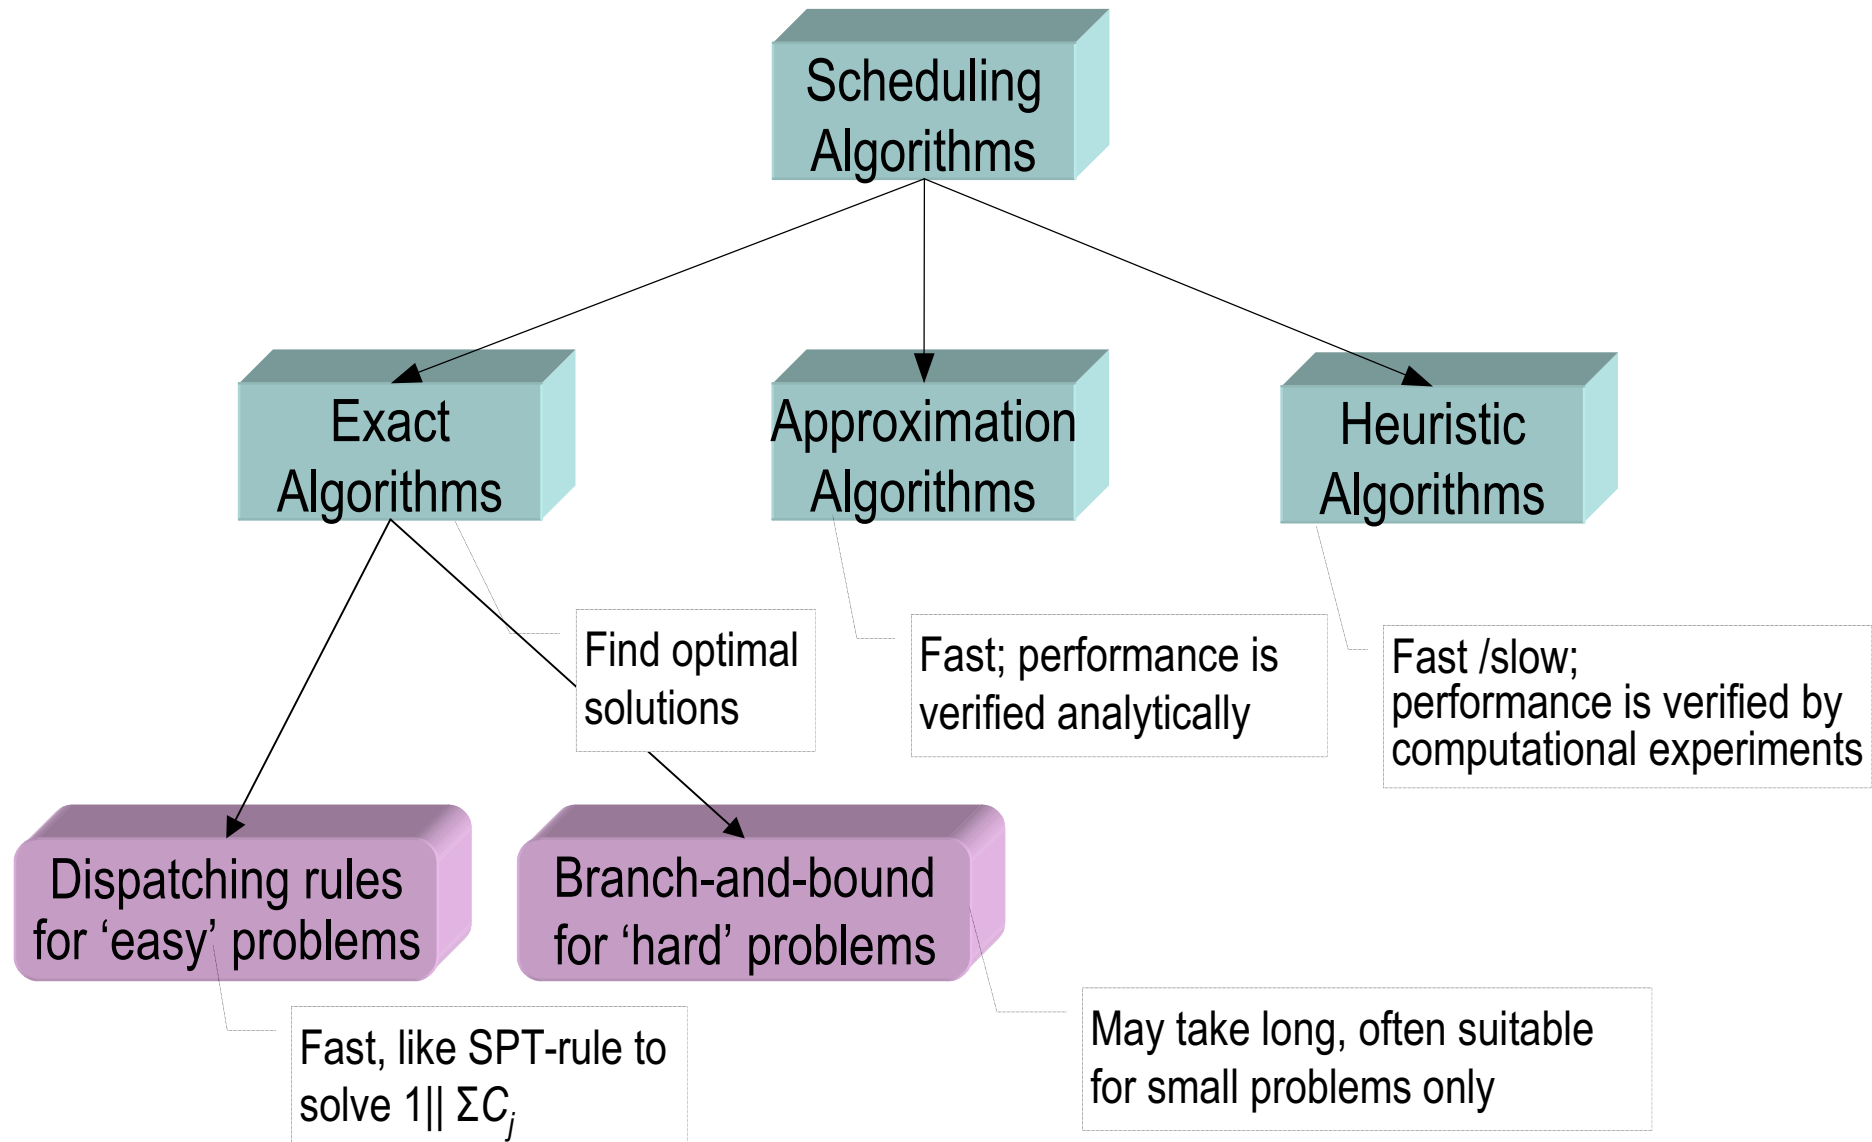 Scheduling
Algorithms
Exact
Algorithms
Approximation
Algorithms
Heuristic
Algorithms
Find optimal
solutions
Fast; performance is
verified analytically
Fast /slow;
performance is verified by
computational experiments
Dispatching rules
for ‘easy’ problems
Branch-and-bound
for ‘hard’ problems
Fast, like SPT-rule to
solve 1|| ΣCj
May take long, often suitable
for small problems only